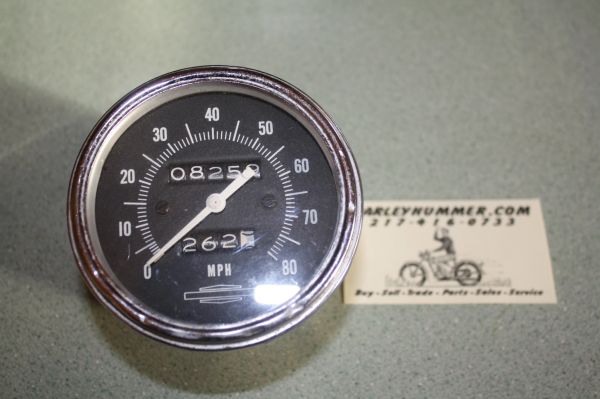 10 20 30 40 50 60 70 80
0
0825
262
MPH
ARLEYHUMMER.COM
217-416-0733
Buy - Sell - Trade - Parts - Sales - Service